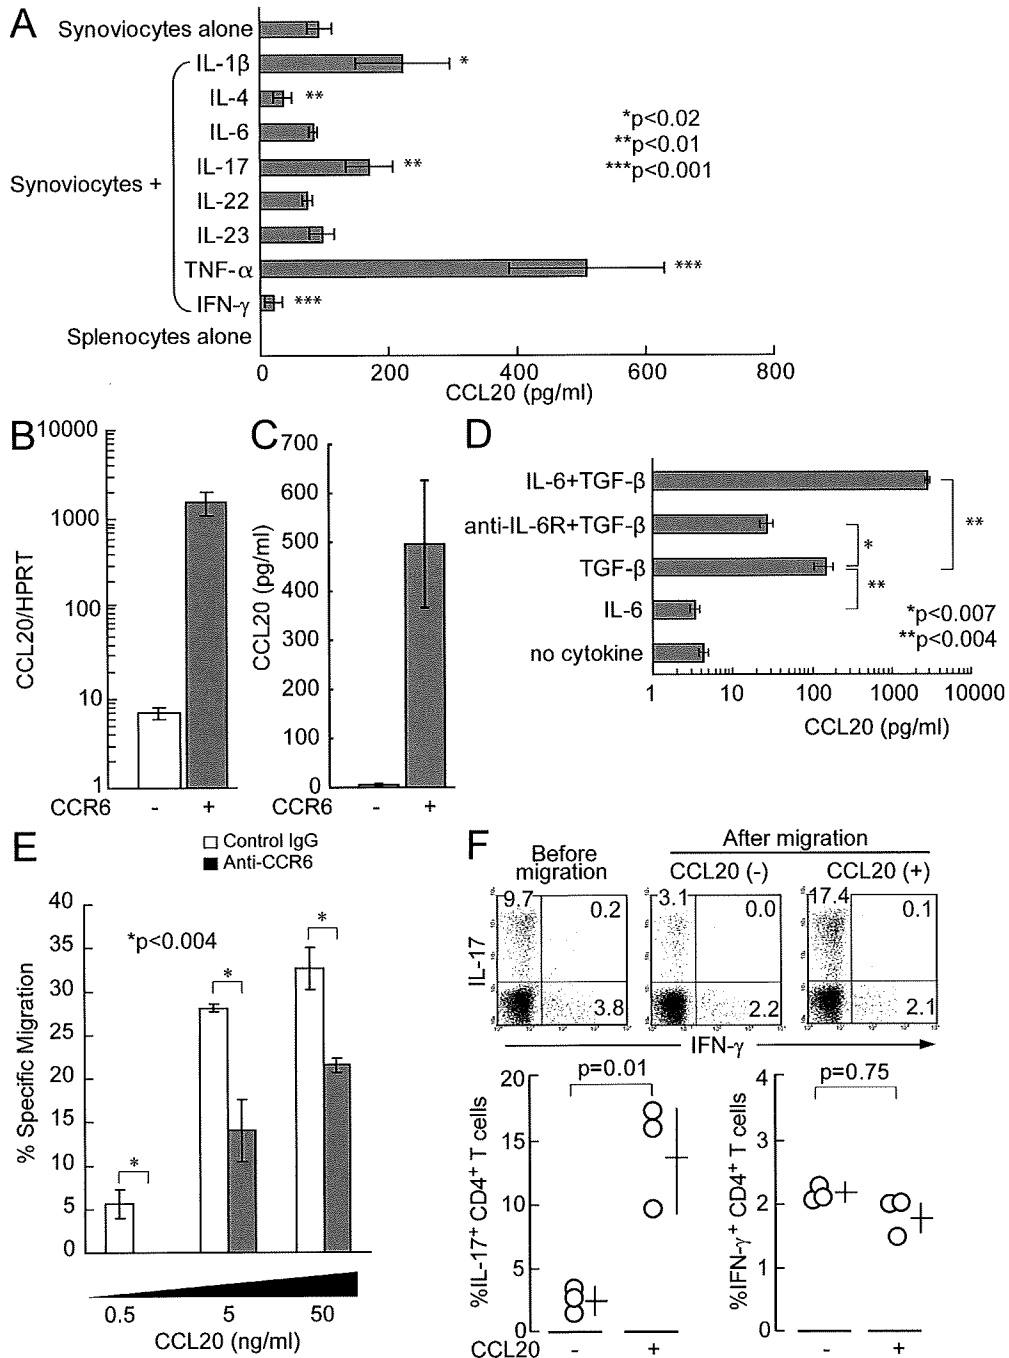 A
Synoviocytes alone
IL-1β
*
IL-4
**
IL-6
*p<0.02
**p<0.01
***p<0.001
IL-17
**
Synoviocytes +
IL-22
IL-23
TNF-α
***
IFN-γ
***
Splenocytes alone
0 200 400 600 800
CCL20 (pg/ml)
B
10000
1000
100
10
1
CCL20/HPRT
CCR6 - +
C
700
600
500
400
300
200
100
0
CCL20 (pg/ml)
CCR6 - +
D
IL-6+TGF-β
anti-IL-6R+TGF-β
TGF-β
IL-6
no cytokine
*
**
**
*p<0.007
**p<0.004
1 10 100 1000 10000
CCL20 (pg/ml)
E
Control IgG
Anti-CCR6
40
35
30
25
20
15
10
5
0
% Specific Migration
*p<0.004
*
*
*
0.5 5 50
CCL20 (ng/ml)
F
Before
migration
After migration
CCL20 (-) CCL20 (+)
9.7 0.2
3.8
3.1 0.0
2.2
17.4 0.1
2.1
IL-17
IFN-γ
p=0.01
20
15
10
5
0
%IL-17⁺ CD4⁺ T cells
p=0.75
4
3
2
1
0
%IFN-γ⁺ CD4⁺ T cells
CCL20 - + - +